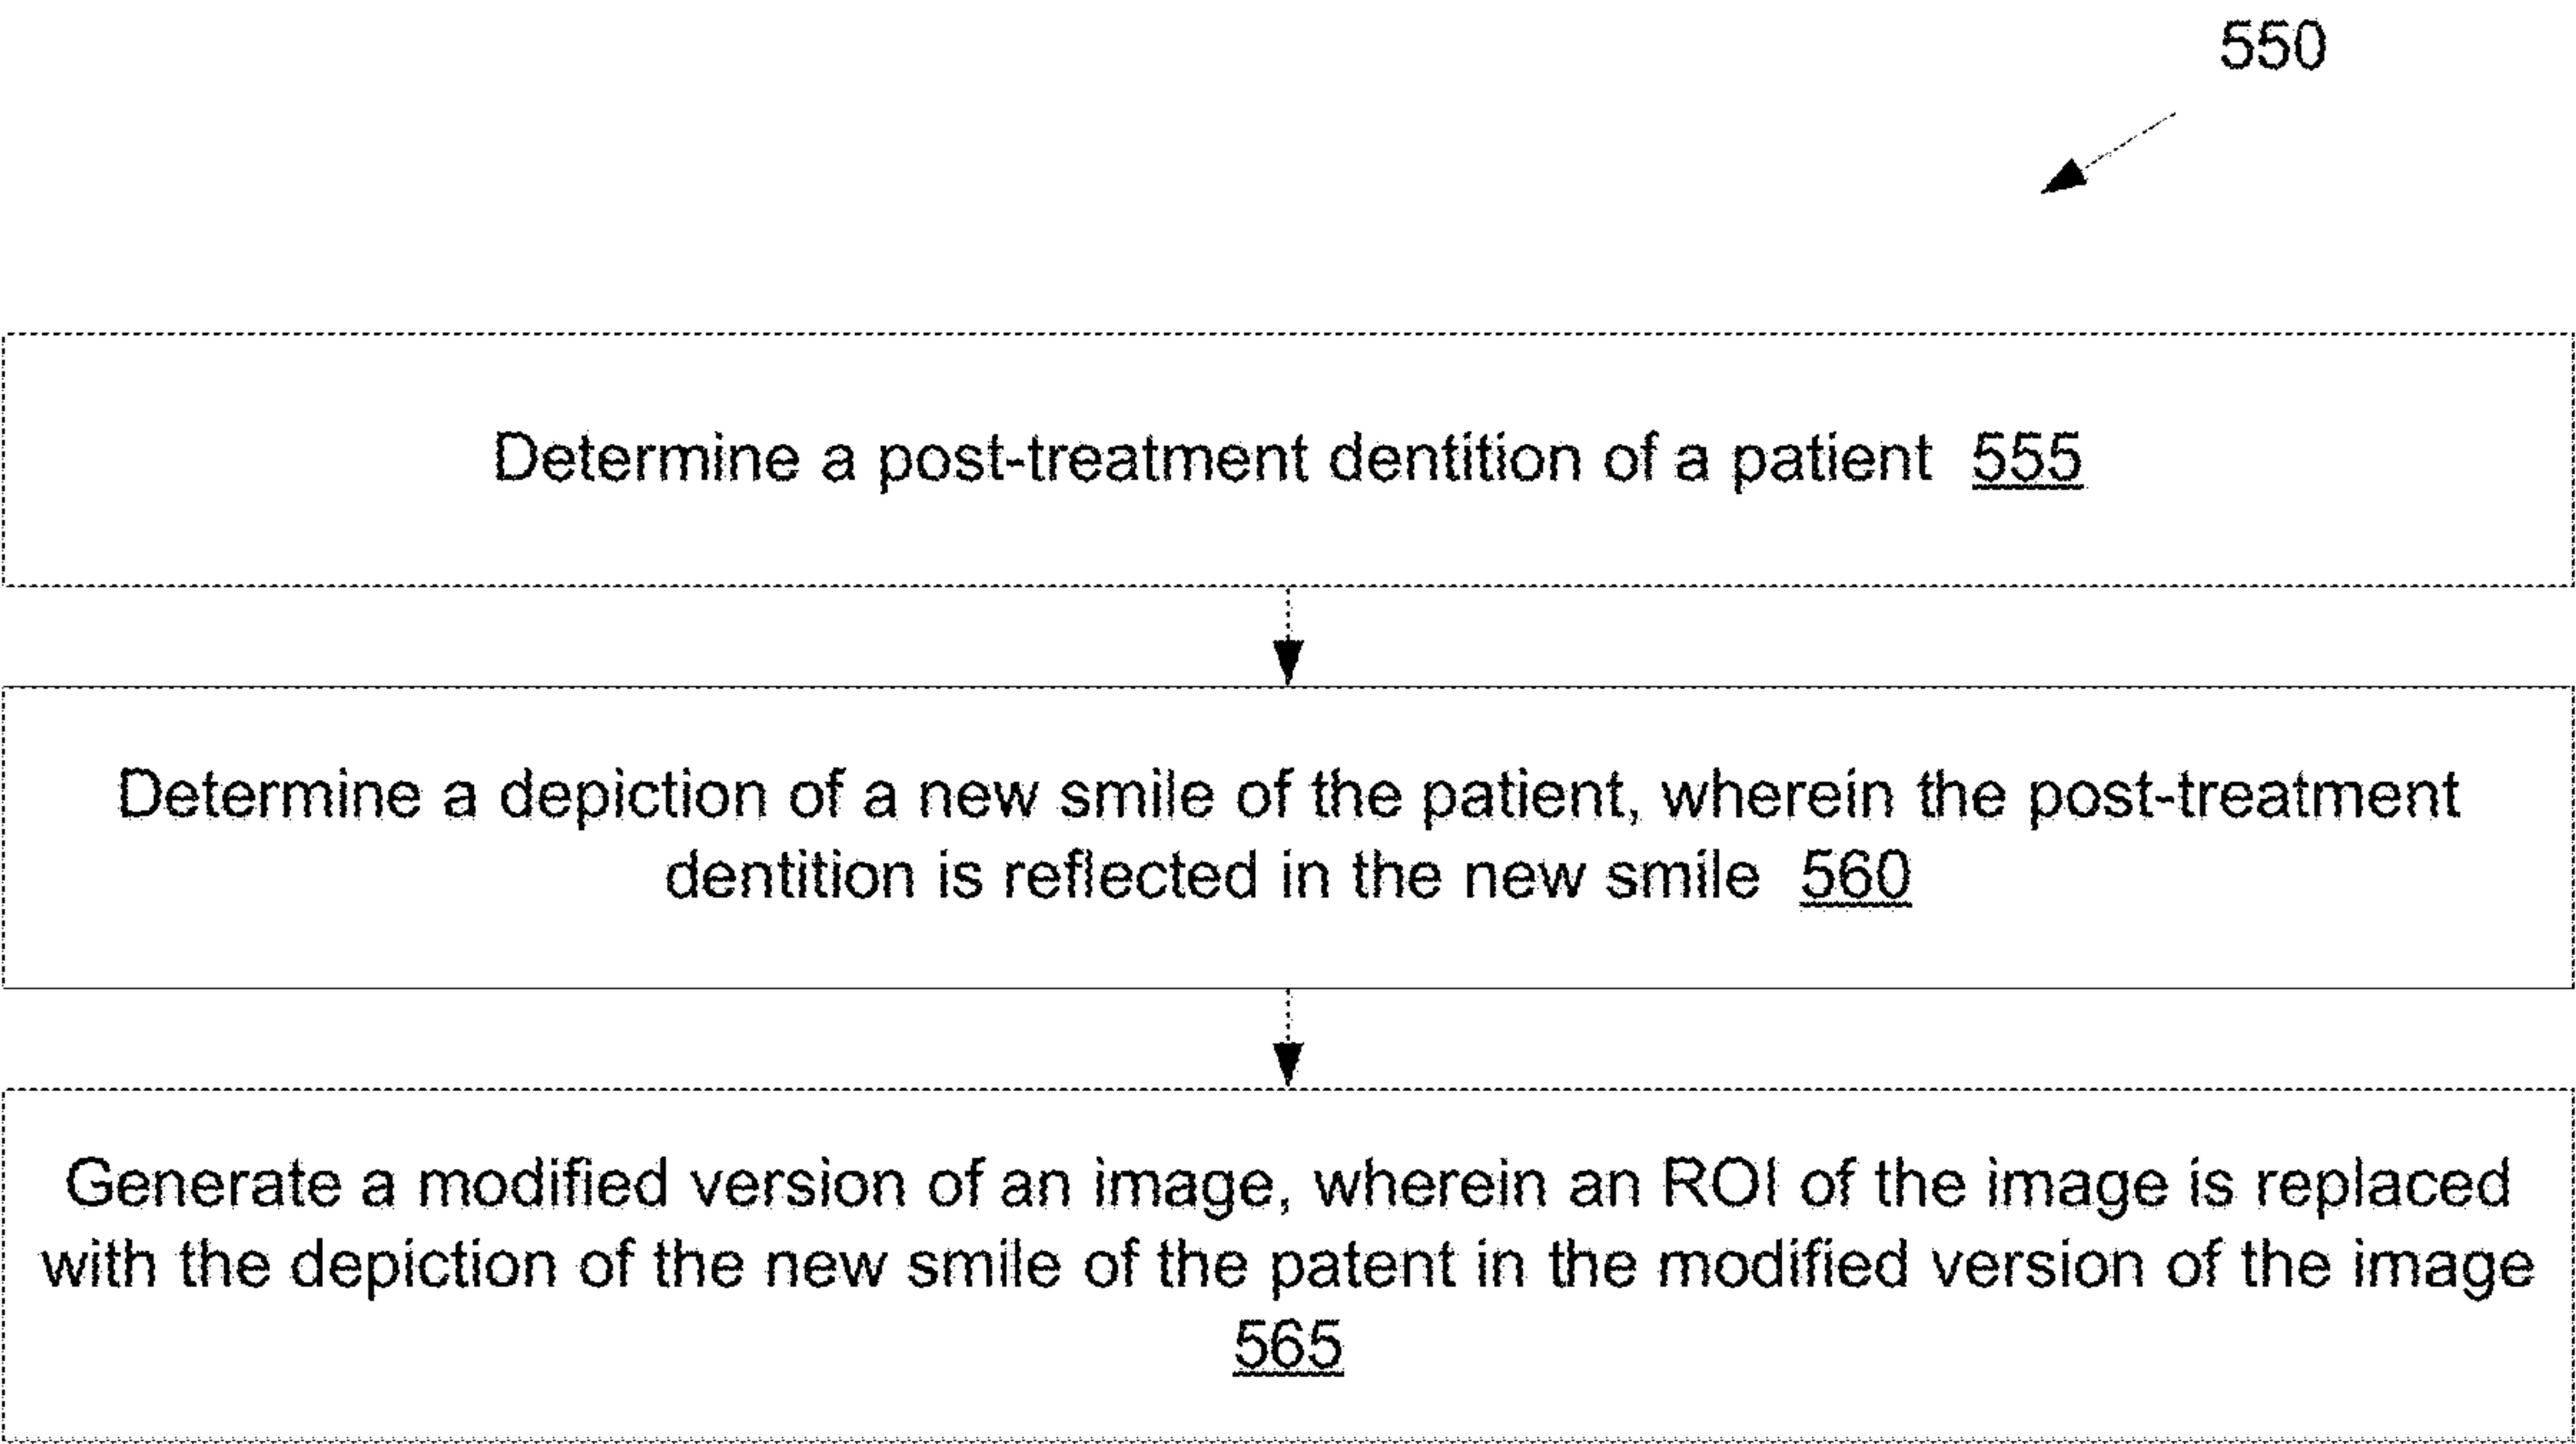 550
Determine a post-treatment dentition of a patient 555
Determine a depiction of a new smile of the patient, wherein the post-treatment
dentition is reflected in the new smile 560
Generate a modified version of an image, wherein an ROI of the image is replaced
with the depiction of the new smile of the patent in the modified version of the image
565